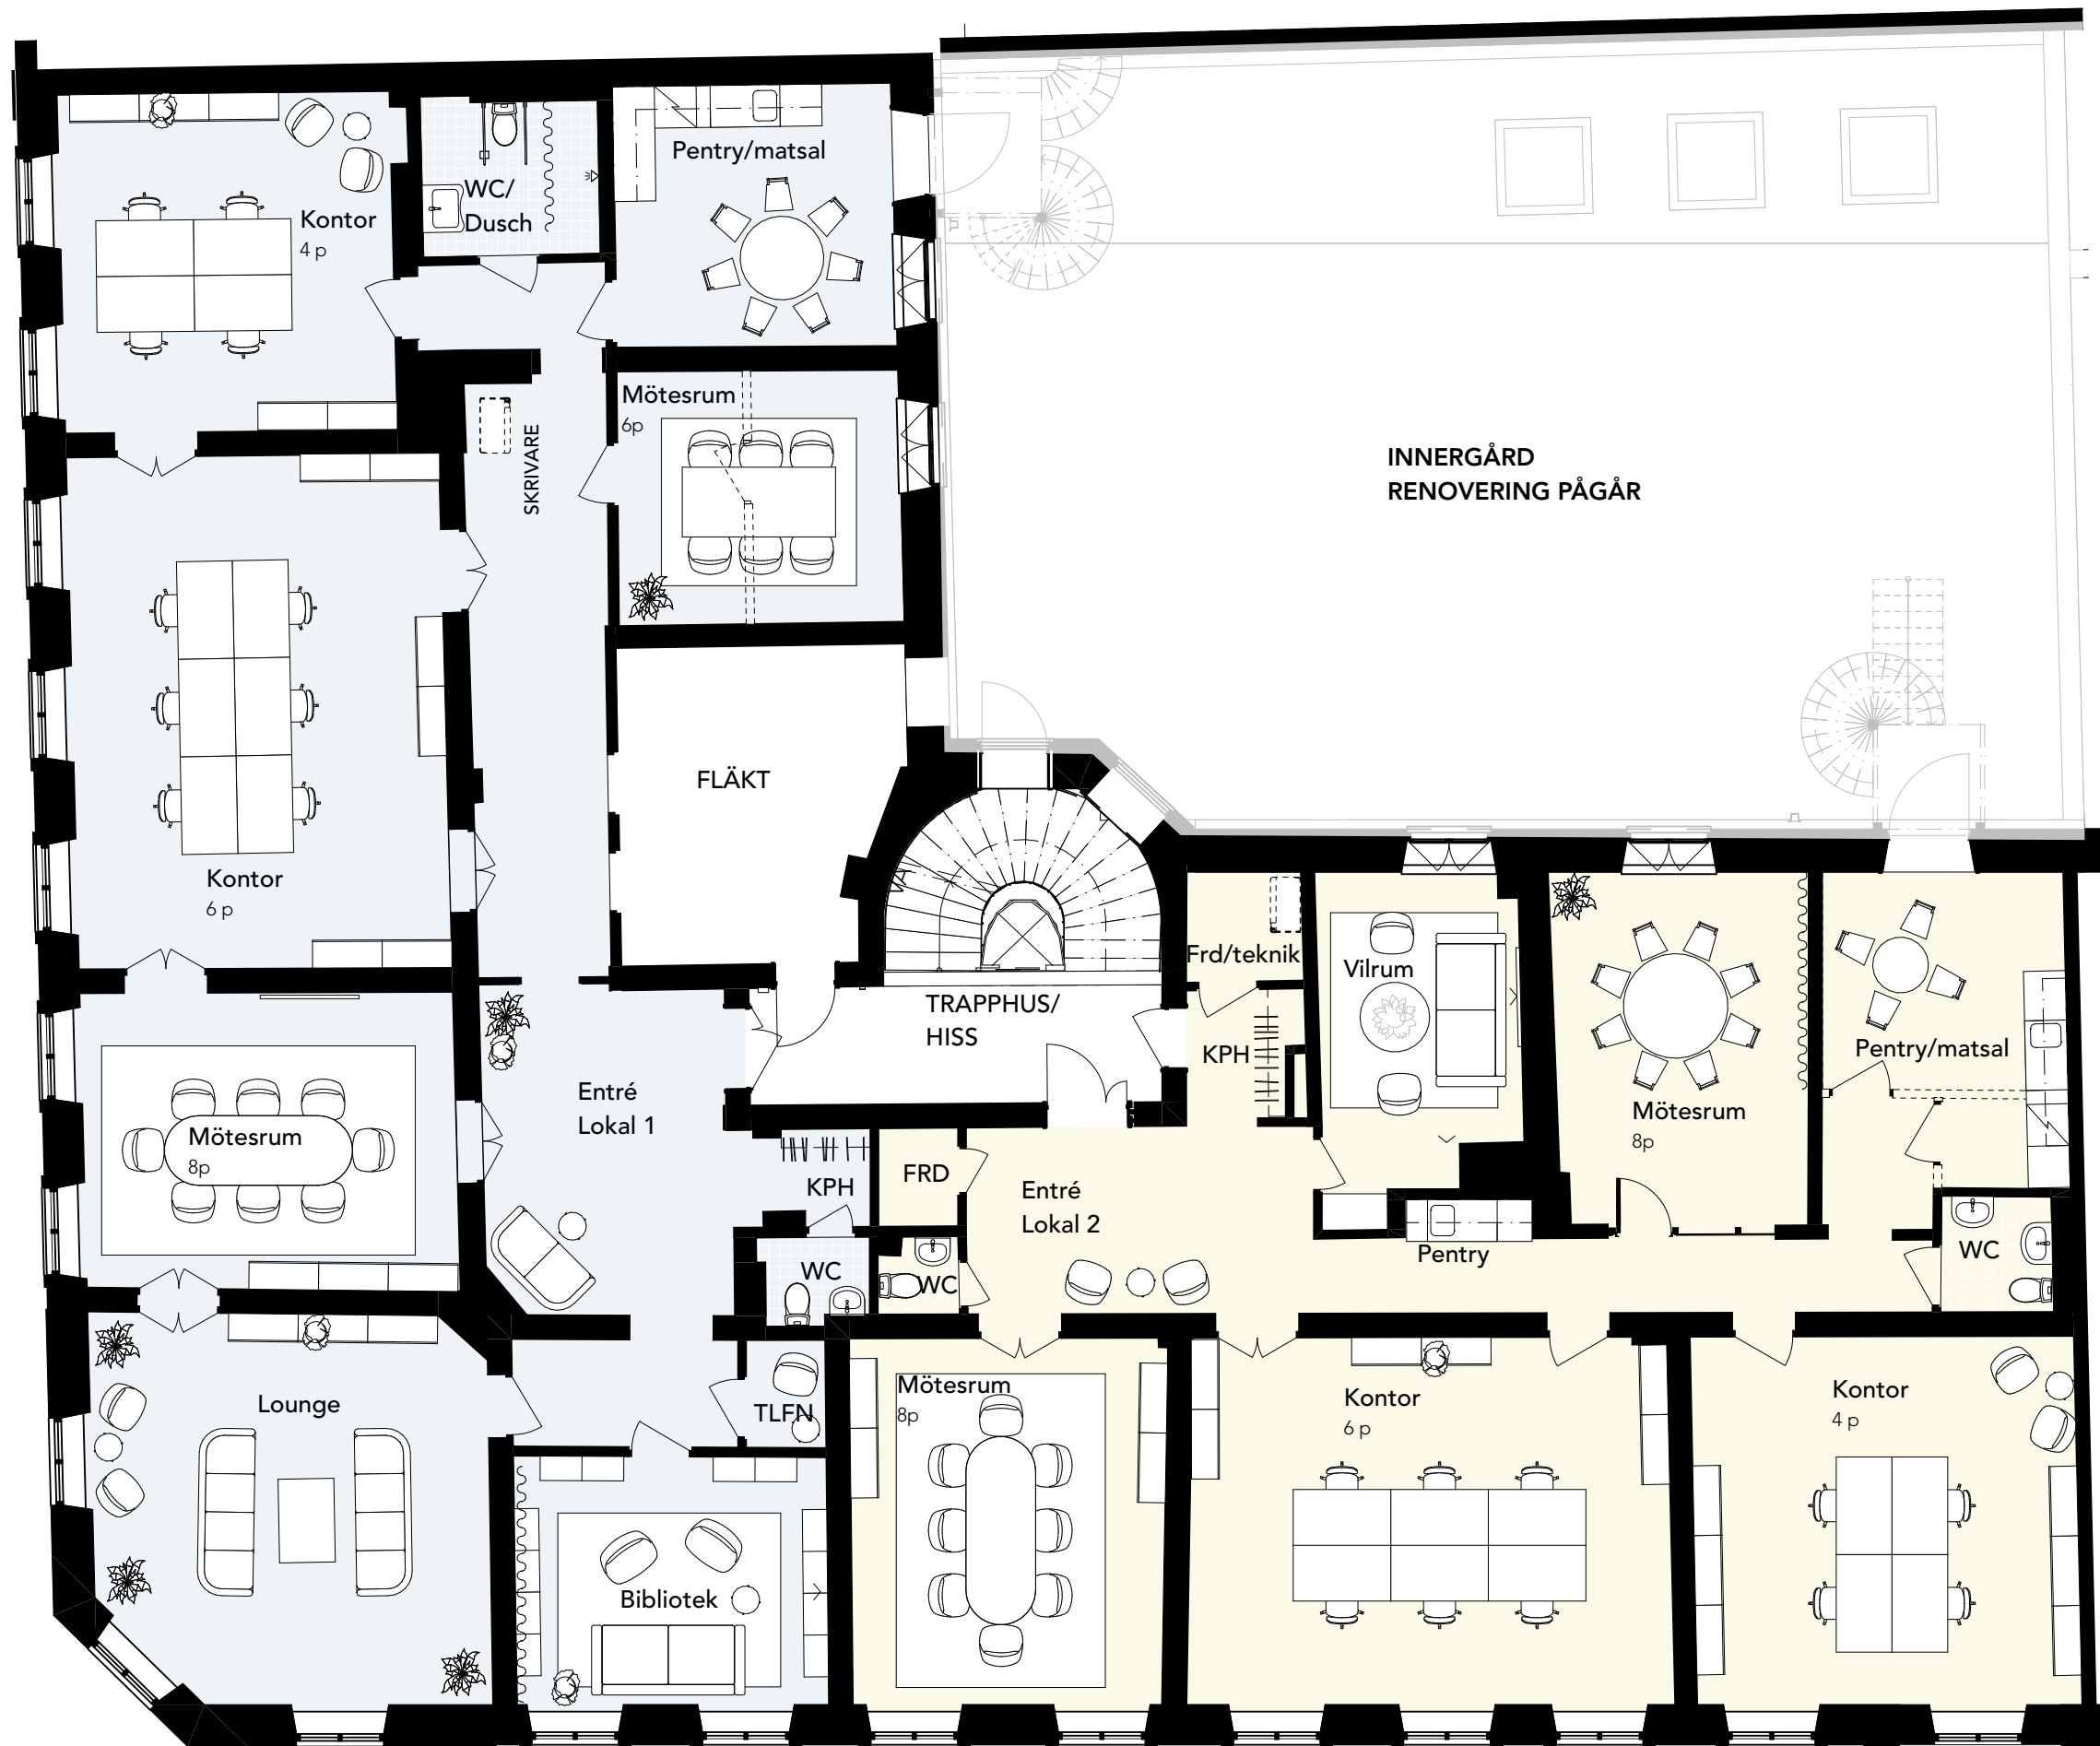 Pentry/matsal
WC/
Dusch
Kontor
4 p
Mötesrum
6p
SKRIVARE
INNERGÅRD
RENOVERING PÅGÅR
FLÄKT
Kontor
6 p
VA
Frd/teknik
Vilrum
TRAPPHUS/
HISS
KPH
Pentry/matsal
Entré
Lokal 1
Mötesrum
8p
Mötesrum
8p
KPH
FRD
Entré
Lokal 2
WC
WC
Pentry
WC
Lounge
TLFN
Mötesrum
8p
Kontor
6 p
Kontor
4 p
Bibliotek